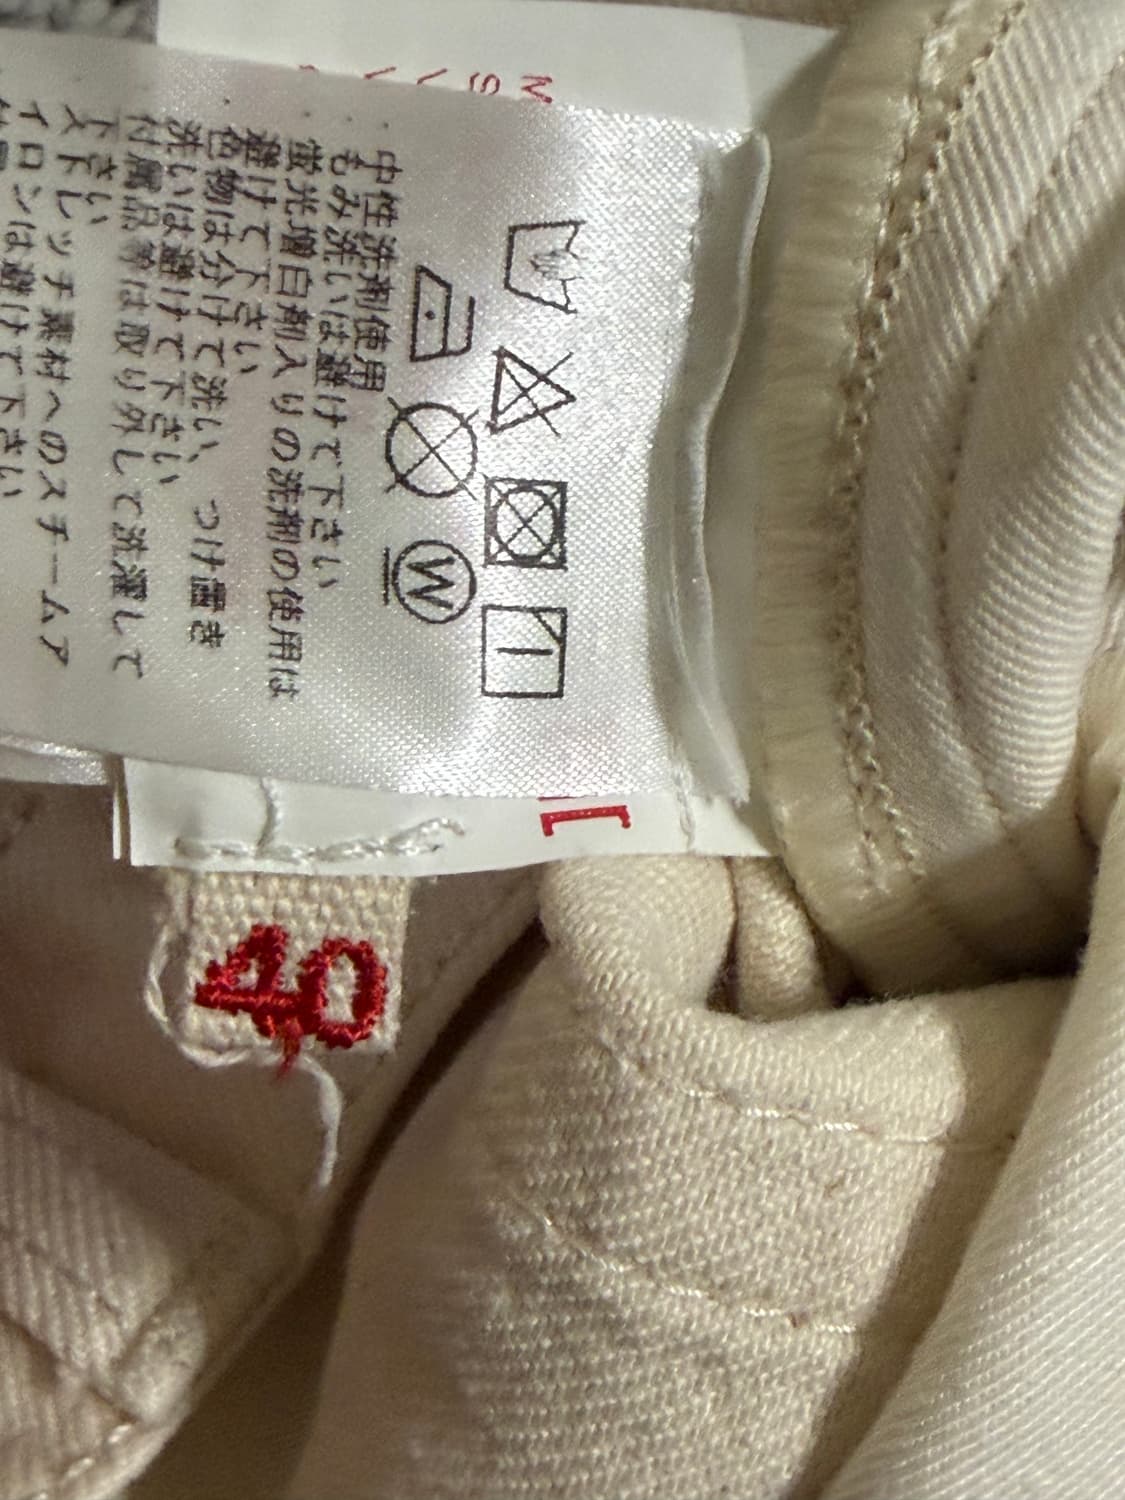 W
中性洗剤使用
もみ洗いは避けて下さい
蛍光増白剤入りの洗剤の使用は
避けて下さい
色物は分けて洗い、つけ置き
洗いは避けて下さい
付属品等は取り外して洗濯して
下さい
ストレッチ素材へのスチームア
イロンは避けて下さい
40